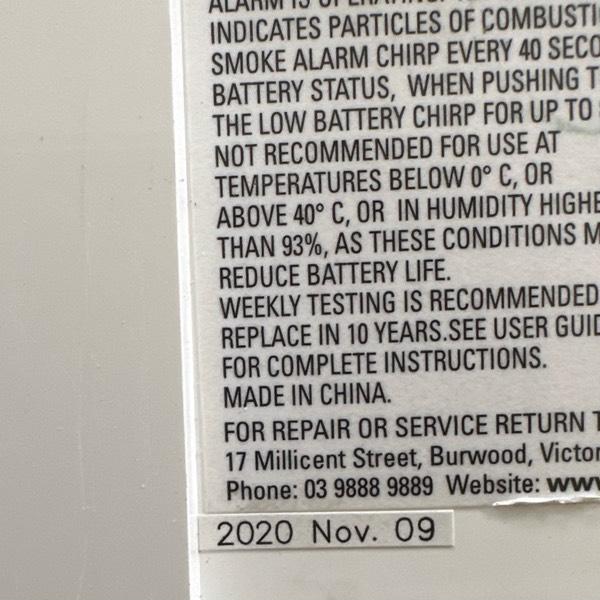 ALARM IS
INDICATES PARTICLES OF
SMOKE ALARM CHIRP EVERY 40
BATTERY STATUS, WHEN PUSHING
THE LOW BATTERY CHIRP FOR UP TO
NOT RECOMMENDED FOR USE AT
TEMPERATURES BELOW 0° C, OR
ABOVE 40° C, OR IN HUMIDITY
THAN 93%, AS THESE CONDITIONS
REDUCE BATTERY LIFE.
WEEKLY TESTING IS RECOMMENDED
REPLACE IN 10 YEARS.SEE USER
FOR COMPLETE INSTRUCTIONS.
MADE IN CHINA.
FOR REPAIR OR SERVICE RETURN
17 Millicent Street, Burwood,
Phone: 03 9888 9889 Website:
2020 Nov. 09